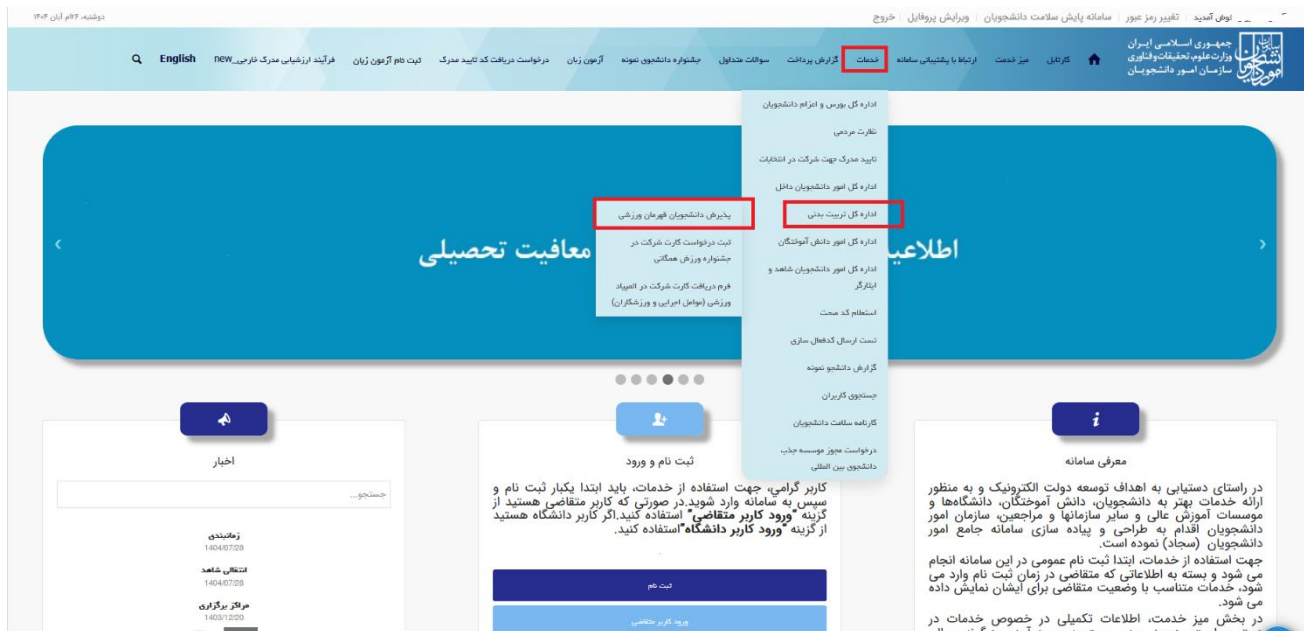 خوش آمدید | تغییر رمز عبور | سامانه پایش سلامت دانشجویان | ویرایش پروفایل | خروج
دوشنبه، ۲۶ام آبان ۱۴۰۴
جمهوری اسلامی ایران
وزارت علوم، تحقیقات و فناوری
سازمان امور دانشجویان
کارتابل
میز خدمت
ارتباط با پشتیبانی سامانه
خدمات
گزارش پرداخت
سوالات متداول
جشنواره دانشجوی نمونه
آزمون زبان
درخواست دریافت کد تایید مدرک
ثبت نام آزمون زبان
فرآیند ارزشیابی مدرک خارجی_new
English
اداره کل بورس و اعزام دانشجویان
نظارت مردمی
تایید مدرک جهت شرکت در انتخابات
اداره کل امور دانشجویان داخل
اداره کل تربیت بدنی
اداره کل امور دانش آموختگان
اداره کل امور دانشجویان شاهد و
ایثارگر
استعلام کد صحت
تست ارسال کدفعال سازی
گزارش دانشجو نمونه
جستجوی کاربران
کارنامه سلامت دانشجویان
درخواست مجوز موسسه جذب
دانشجوی بین المللی
پذیرش دانشجویان قهرمان ورزشی
ثبت درخواست کارت شرکت در
جشنواره ورزش همگانی
فرم دریافت کارت شرکت در المپیاد
ورزشی (عوامل اجرایی و ورزشکاران)
معافیت تحصیلی
معرفی سامانه
در راستای دستیابی به اهداف توسعه دولت الکترونیک و به منظور
ارائه خدمات بهتر به دانشجویان، دانش آموختگان، دانشگاه‌ها و
موسسات آموزش عالی و سایر سازمانها و مراجعین، سازمان امور
دانشجویان اقدام به طراحی و پیاده سازی سامانه جامع امور
دانشجویان (سجاد) نموده است.
جهت استفاده از خدمات، ابتدا ثبت نام عمومی در این سامانه انجام
می شود و بسته به اطلاعاتی که متقاضی در زمان ثبت نام وارد می
شود، خدمات متناسب با وضعیت متقاضی برای ایشان نمایش داده
می شود.
در بخش میز خدمت، اطلاعات تکمیلی در خصوص خدمات در
ثبت نام و ورود
کاربر گرامی، جهت استفاده از خدمات، باید ابتدا یکبار ثبت نام و
سپس به سامانه وارد شوید.در صورتی که کاربر متقاضی هستید از
گزینه "ورود کاربر متقاضی" استفاده کنید.اگر کاربر دانشگاه هستید
از گزینه "ورود کاربر دانشگاه"استفاده کنید.
ثبت نام
ورود کاربر متقاضی
اخبار
جستجو...
زمانبندی
1404/07/28
انتقالی شاهد
1404/07/28
مراکز برگزاری
1403/12/20